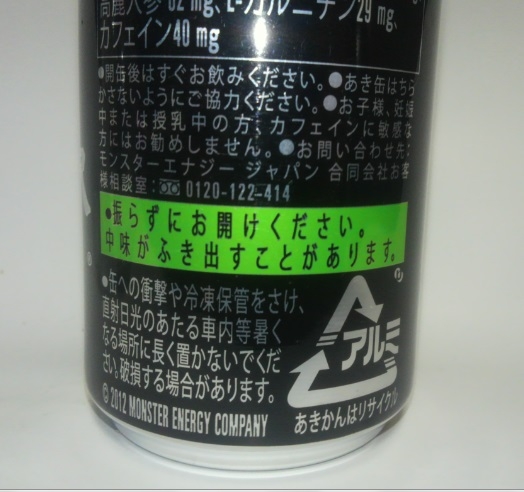 高麗人参 82 mg、L-カルニチン29 mg、
カフェイン40 mg
●開缶後はすぐお飲みください。●あき缶はちら
かさないようにご協力ください。●お子様、妊娠
中または授乳中の方、カフェインに敏感な
方にはお勧めしません。●お問い合わせ先:
モンスターエナジー ジャパン 合同会社お客
様相談室: 0120-122-414
●振らずにお開けください。
中味がふき出すことがあります。
●缶への衝撃や冷凍保管をさけ、
直射日光のあたる車内等暑く
なる場所に長く置かないでくだ
さい。破損する場合があります。
© 2012 MONSTER ENERGY COMPANY
アルミ
あきかんはリサイクル
®